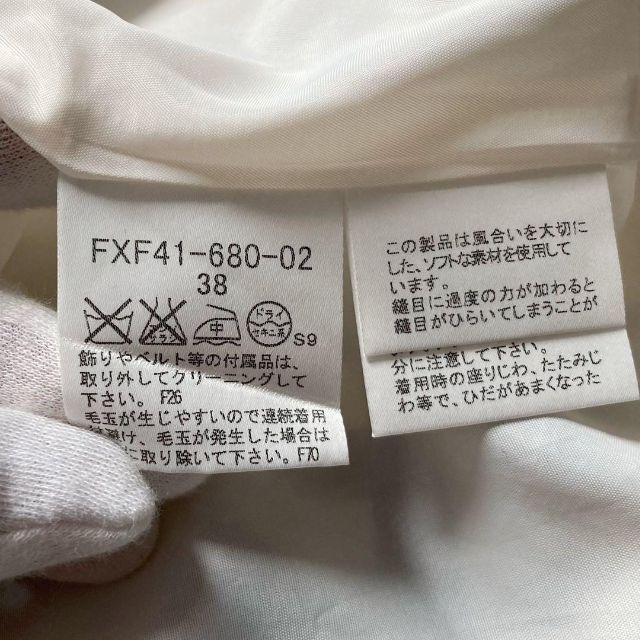 FXF41-680-02
38
中
ドライ
セキユ系
S9
飾りやベルト等の付属品は、
取り外してクリーニングして
下さい。 F26
毛玉が生じやすいので連続着用
け、毛玉が発生した場合は
に取り除いて下さい。F70
この製品は風合いを大切に
した、ソフトな素材を使用して
います。
縫目に過度の力が加わると
縫目がひらいてしまうことが
分に注意して下さい。
着用時の座りじわ、たたみじ
わ等で、ひだがあまくなった